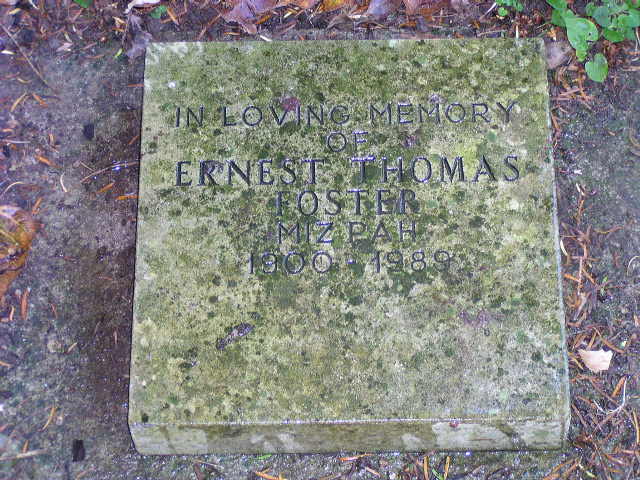 IN LOVING MEMORY
OF
ERNEST THOMAS
FOSTER
MIZPAH
1900 - 1989